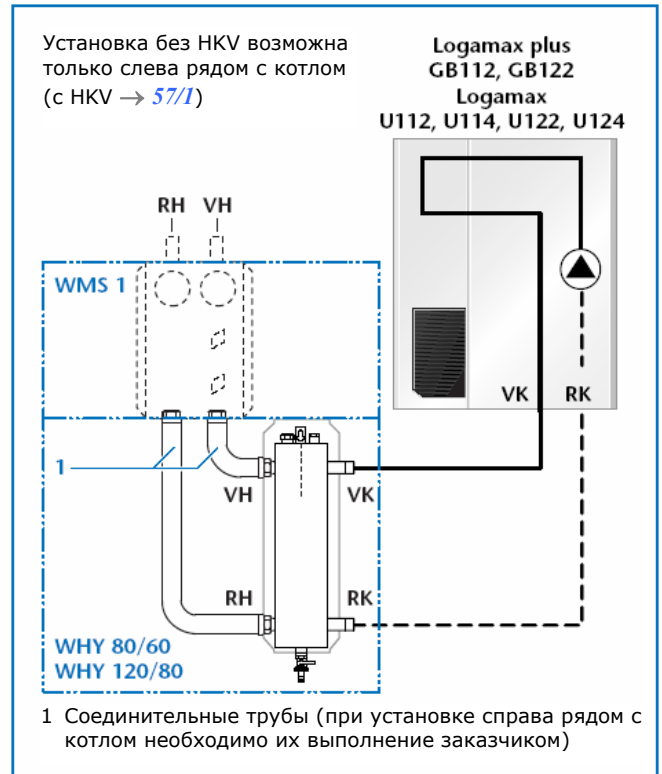 Установка без HKV возможна
только слева рядом с котлом
(с HKV → 57/1)
Logamax plus
GB112, GB122
Logamax
U112, U114, U122, U124
RH VH
WMS 1
VK RK
1
VH VK
RH RK
WHY 80/60
WHY 120/80
1 Соединительные трубы (при установке справа рядом с
котлом необходимо их выполнение заказчиком)